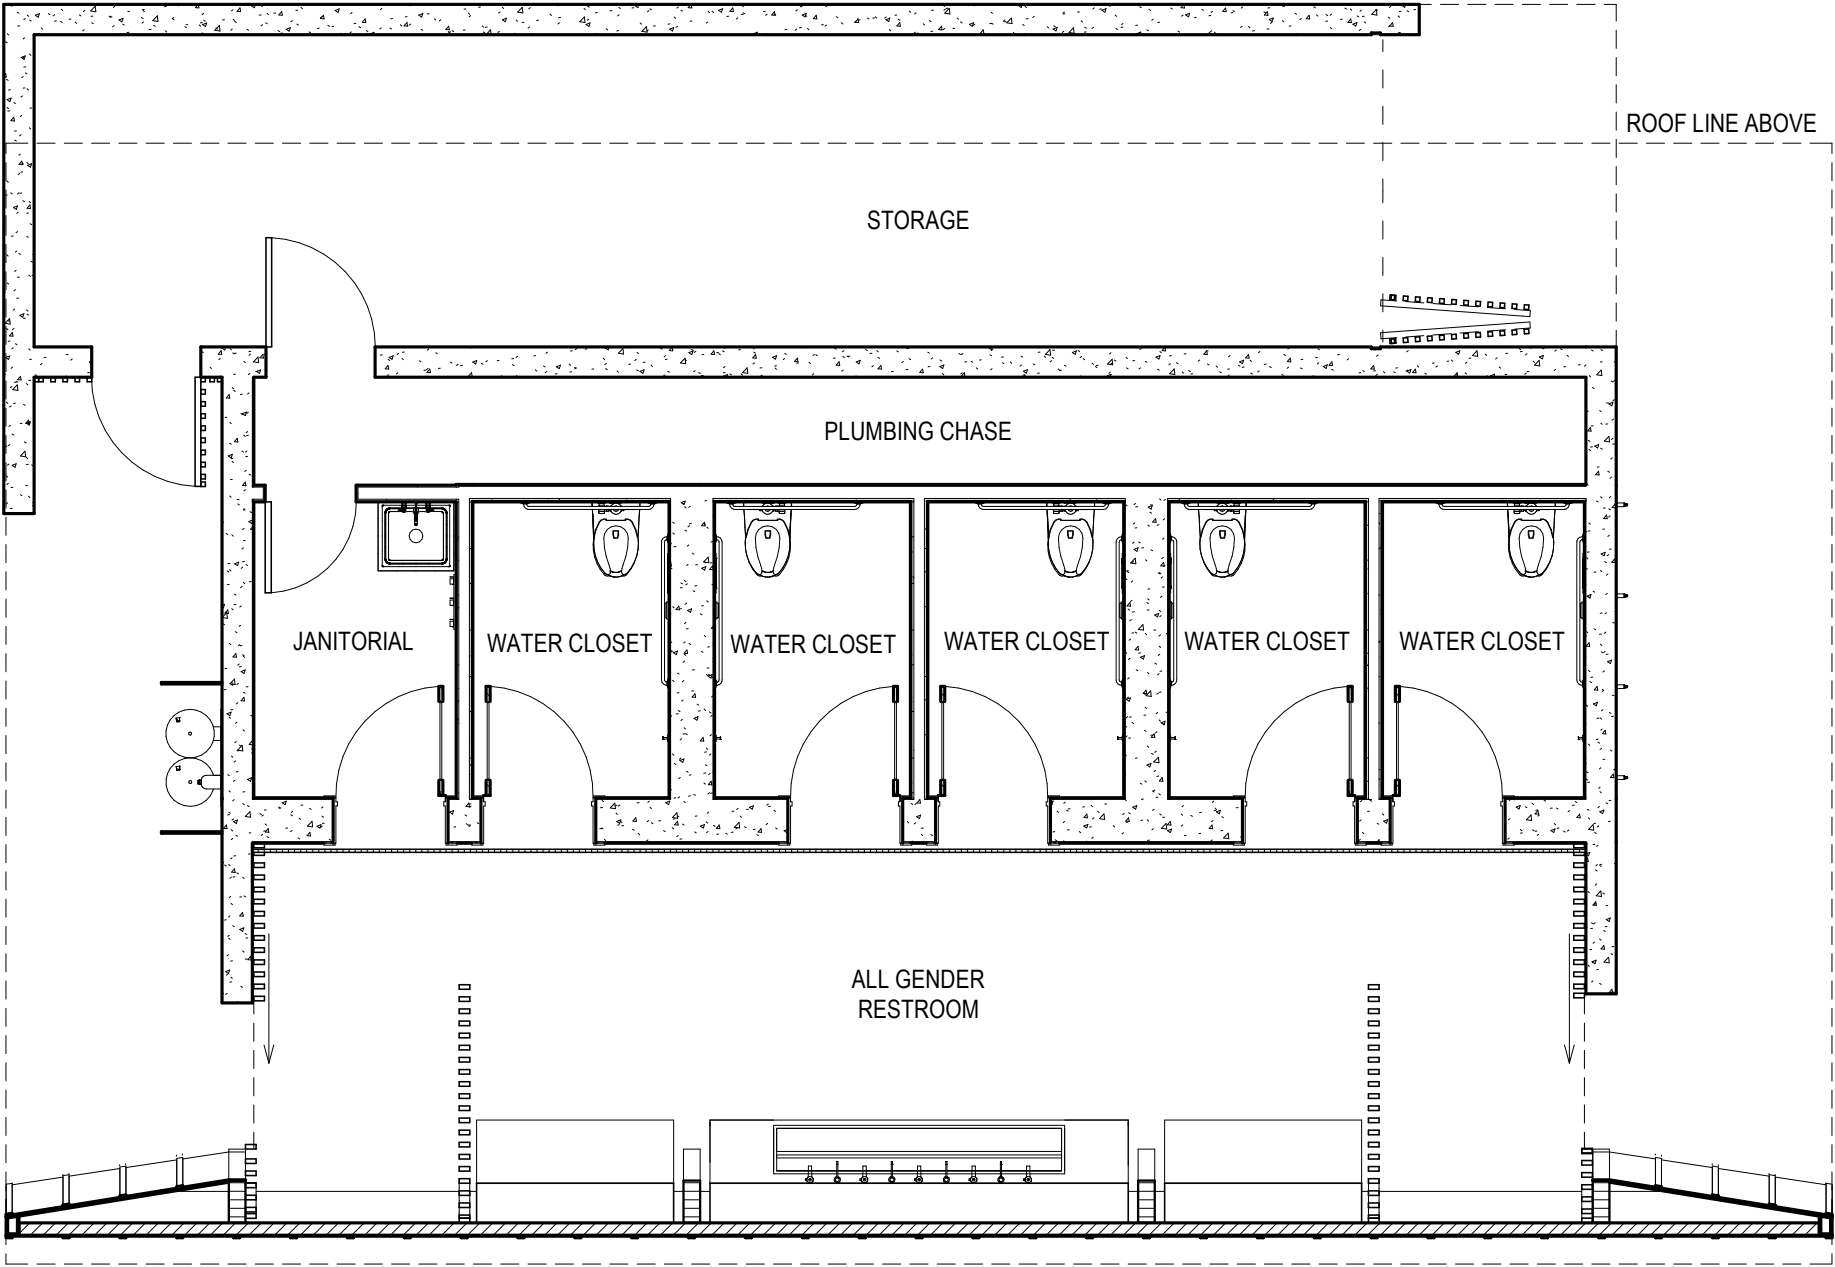 ROOF LINE ABOVE
STORAGE
PLUMBING CHASE
JANITORIAL
WATER CLOSET
WATER CLOSET
WATER CLOSET
WATER CLOSET
WATER CLOSET
ALL GENDER
RESTROOM